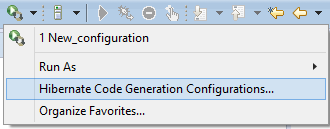 1 New_configuration
Run As
Hibernate Code Generation Configurations...
Organize Favorites...